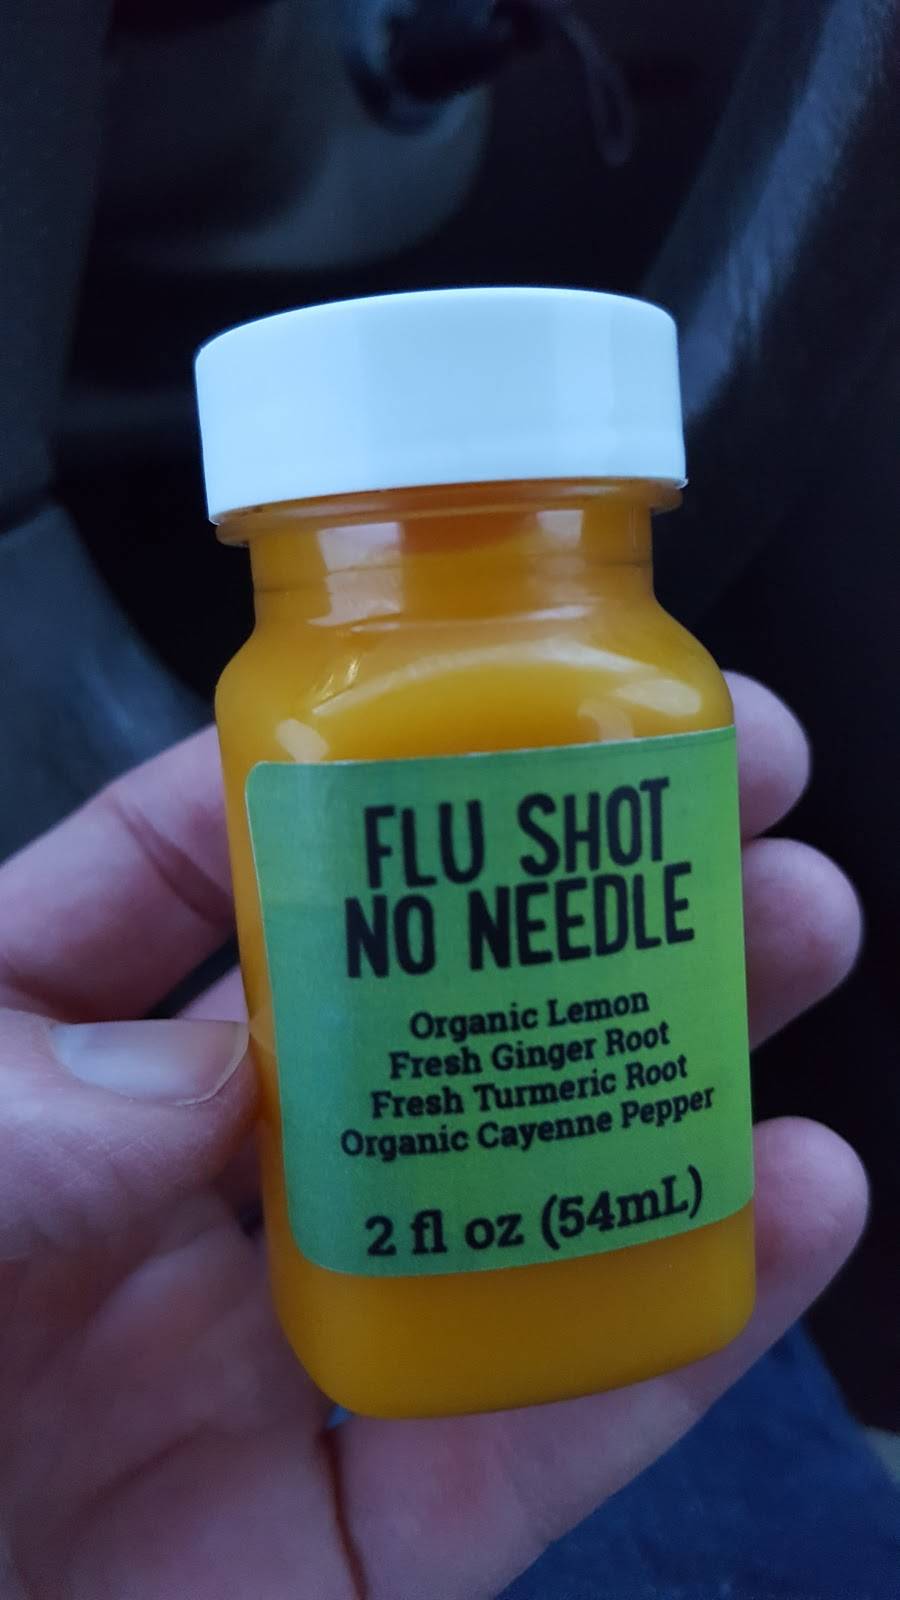 FLU SHOT
NO NEEDLE
Organic Lemon
Fresh Ginger Root
Fresh Turmeric Root
Organic Cayenne Pepper
2 fl oz (54mL)